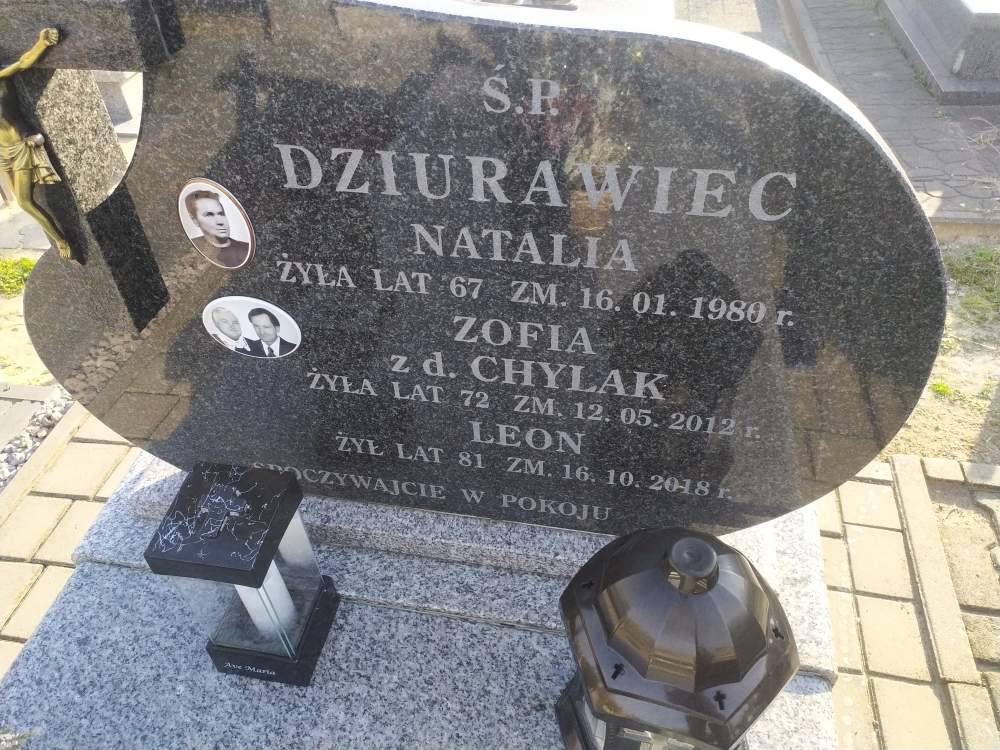 Ś.P.
DZIURAWIEC
NATALIA
ŻYŁA LAT 67 ZM. 16.01.1980 r.
ZOFIA
z d. CHYLAK
ŻYŁA LAT 72 ZM. 12.05.2012 r.
LEON
ŻYŁ LAT 81 ZM. 16.10.2018 r.
SPOCZYWAJCIE W POKOJU
Ave Maria